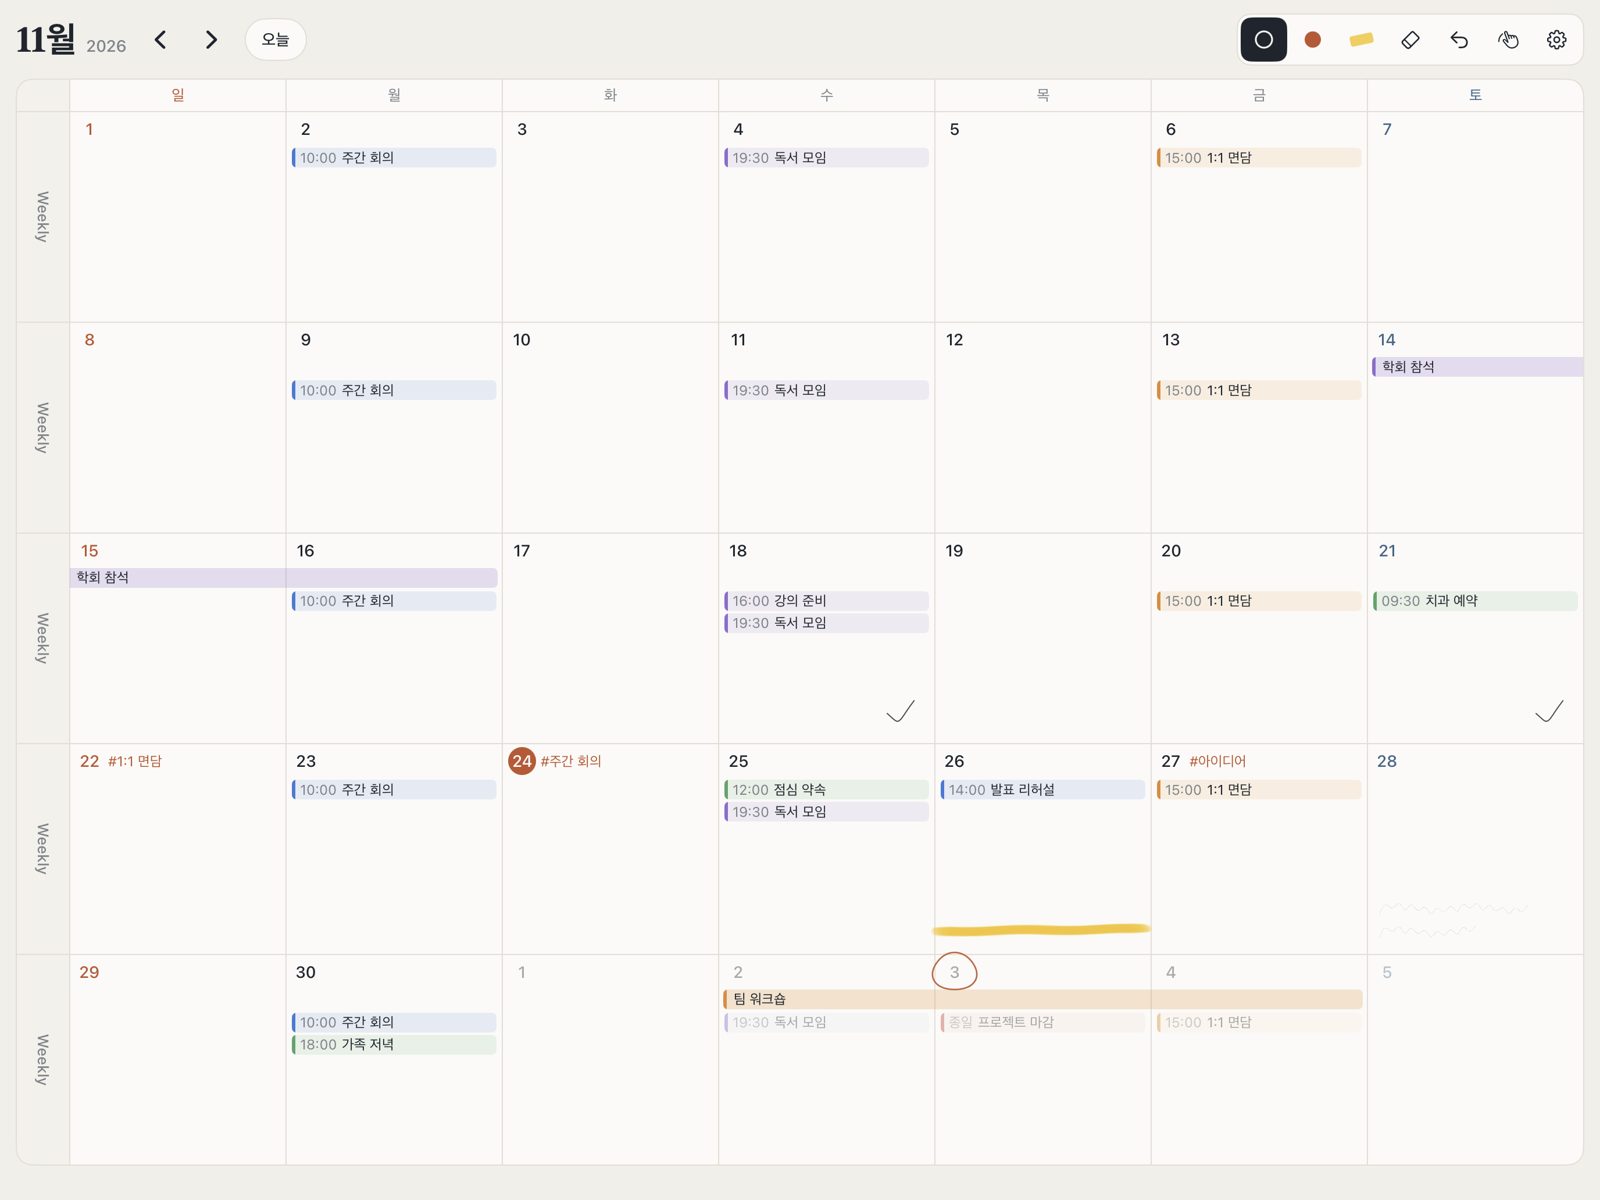 11월 2026 오늘
일 월 화 수 목 금 토
Weekly
1 2 3 4 5 6 7
10:00 주간 회의
19:30 독서 모임
15:00 1:1 면담
Weekly
8 9 10 11 12 13 14
학회 참석
10:00 주간 회의
19:30 독서 모임
15:00 1:1 면담
Weekly
15 16 17 18 19 20 21
학회 참석
10:00 주간 회의
16:00 강의 준비
19:30 독서 모임
15:00 1:1 면담
09:30 치과 예약
Weekly
22 #1:1 면담
23
10:00 주간 회의
24 #주간 회의
25
12:00 점심 약속
19:30 독서 모임
26
14:00 발표 리허설
27 #아이디어
15:00 1:1 면담
28
Weekly
29 30 1 2 3 4 5
팀 워크숍
10:00 주간 회의
18:00 가족 저녁
19:30 독서 모임
종일 프로젝트 마감
15:00 1:1 면담